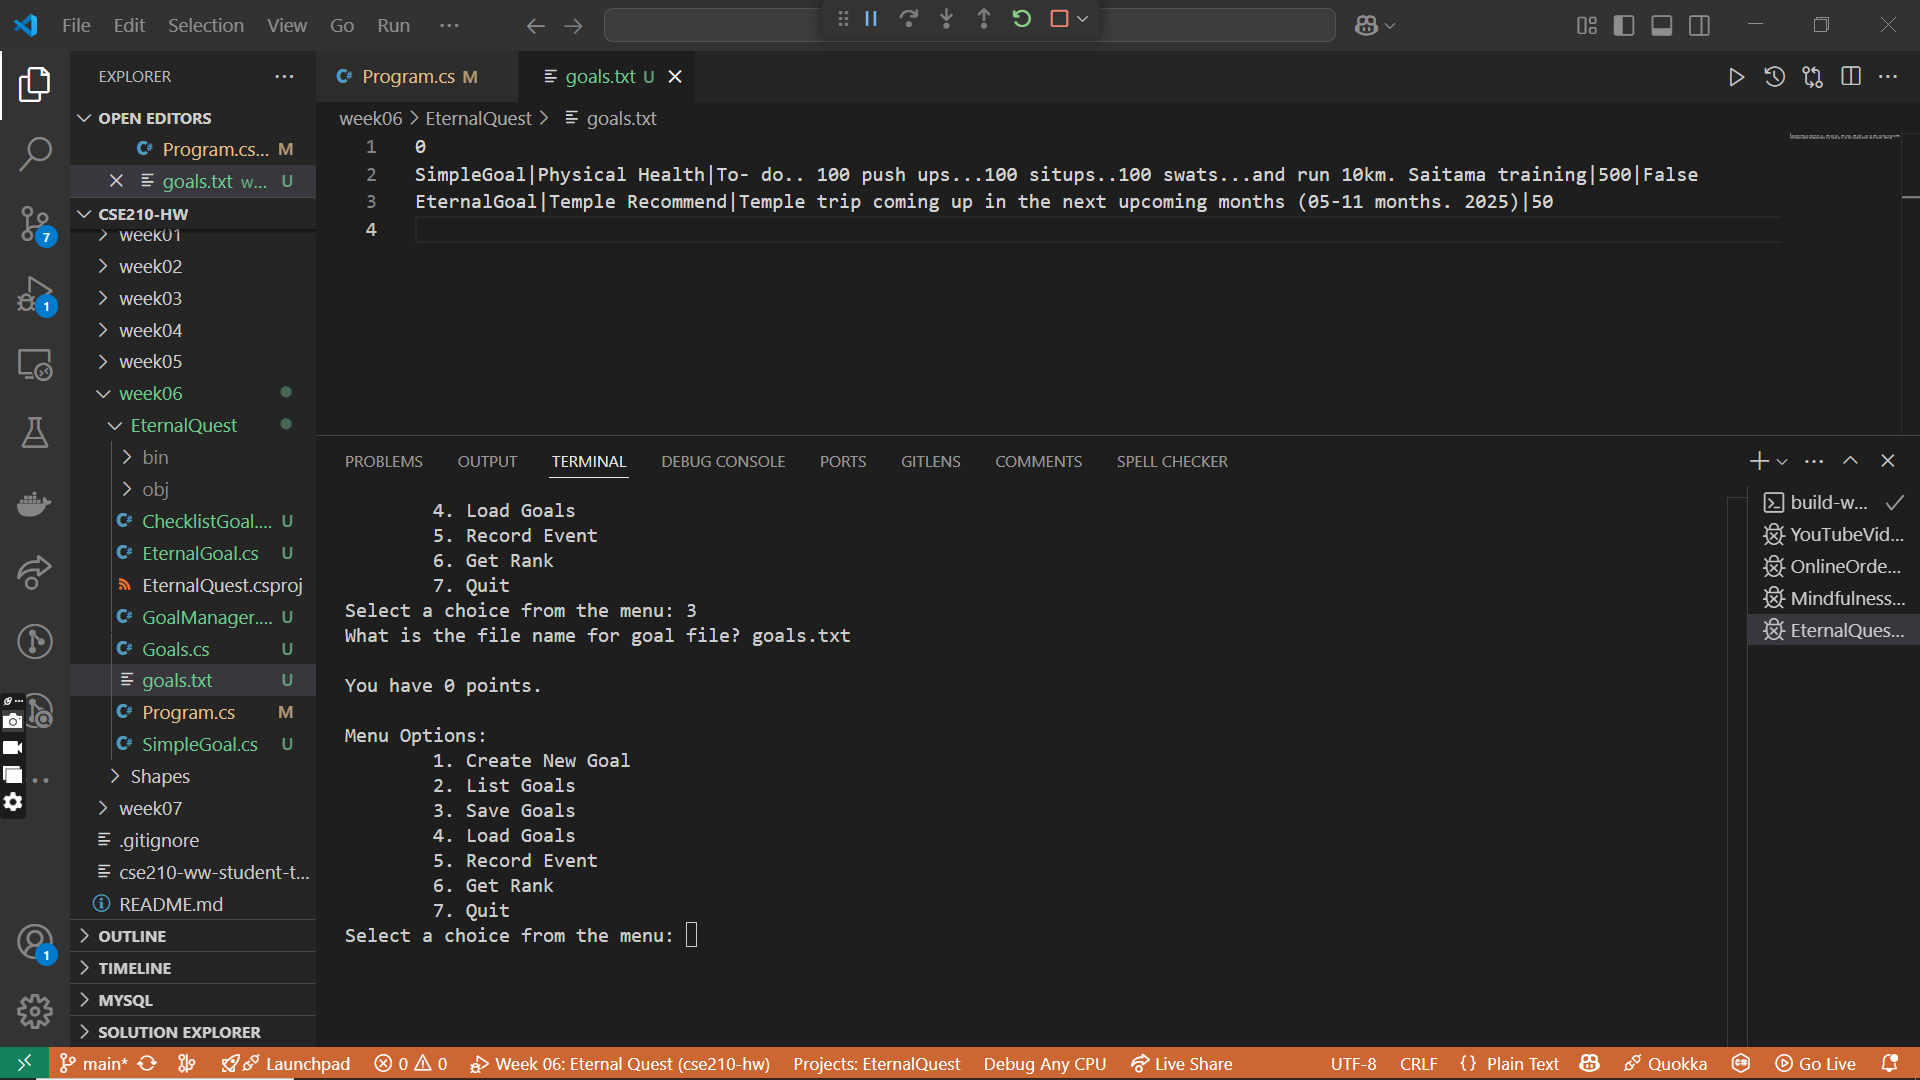 File Edit Selection View Go Run
EXPLORER
OPEN EDITORS
Program.cs... M
goals.txt w... U
CSE210-HW
week01
week02
week03
week04
week05
week06
EternalQuest
bin
obj
ChecklistGoal.... U
EternalGoal.cs U
EternalQuest.csproj
GoalManager.... U
Goals.cs U
goals.txt U
Program.cs M
SimpleGoal.cs U
Shapes
week07
.gitignore
cse210-ww-student-t...
README.md
OUTLINE
TIMELINE
MYSQL
SOLUTION EXPLORER
7
1
1
Program.cs M
goals.txt U
week06 > EternalQuest > goals.txt
1 0
2 SimpleGoal|Physical Health|To- do.. 100 push ups...100 situps..100 swats...and run 10km. Saitama training|500|False
3 EternalGoal|Temple Recommend|Temple trip coming up in the next upcoming months (05-11 months. 2025)|50
4
PROBLEMS OUTPUT TERMINAL DEBUG CONSOLE PORTS GITLENS COMMENTS SPELL CHECKER
4. Load Goals
5. Record Event
6. Get Rank
7. Quit
Select a choice from the menu: 3
What is the file name for goal file? goals.txt
You have 0 points.
Menu Options:
1. Create New Goal
2. List Goals
3. Save Goals
4. Load Goals
5. Record Event
6. Get Rank
7. Quit
Select a choice from the menu:
build-w...
YouTubeVid...
OnlineOrde...
Mindfulness...
EternalQues...
main* Launchpad 0 0 Week 06: Eternal Quest (cse210-hw) Projects: EternalQuest Debug Any CPU Live Share UTF-8 CRLF {} Plain Text Quokka Go Live